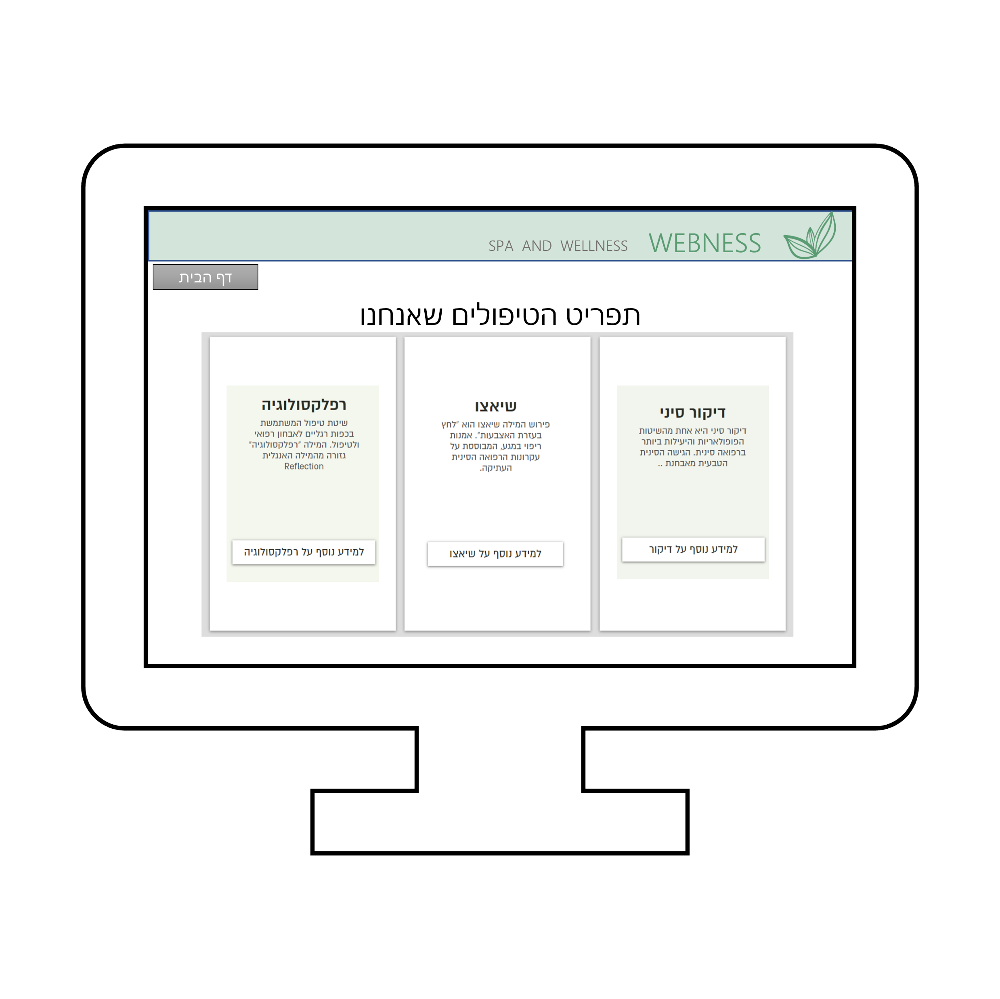 WEBNESS
SPA AND WELLNESS
דף הבית
תפריט הטיפולים שאנחנו
דיקור סיני
דיקור סיני היא אחת מהשיטות
הפופולאריות והיעילות ביותר
ברפואה סינית. הגישה הסינית
הטבעית מאבחנת ..
למידע נוסף על דיקור
שיאצו
פירוש המילה שיאצו הוא "לחץ
בעזרת האצבעות". אמנות
ריפוי במגע, המבוססת על
עקרונות הרפואה הסינית
העתיקה.
למידע נוסף על שיאצו
רפלקסולוגיה
שיטת טיפול המשתמשת
בכפות רגליים לאבחון רפואי
ולטיפול. המילה "רפלקסולוגיה"
גזורה מהמילה האנגלית
Reflection
למידע נוסף על רפלקסולוגיה